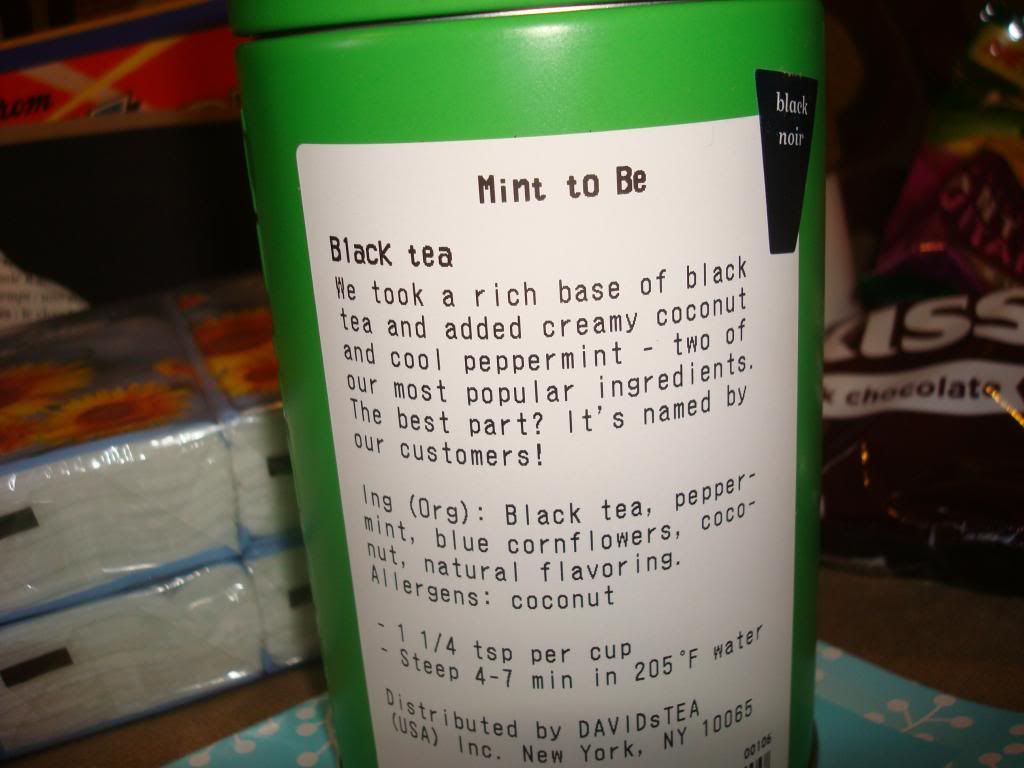 black
noir
Mint to Be
Black tea
We took a rich base of black
tea and added creamy coconut
and cool peppermint - two of
our most popular ingredients.
The best part? It's named by
our customers!
Ing (Org): Black tea, pepper-
mint, blue cornflowers, coco-
nut, natural flavoring.
Allergens: coconut
- 1 1/4 tsp per cup
- Steep 4-7 min in 205°F water
Distributed by DAVIDsTEA
(USA) Inc. New York, NY 10065
00106
KISS
chocolate